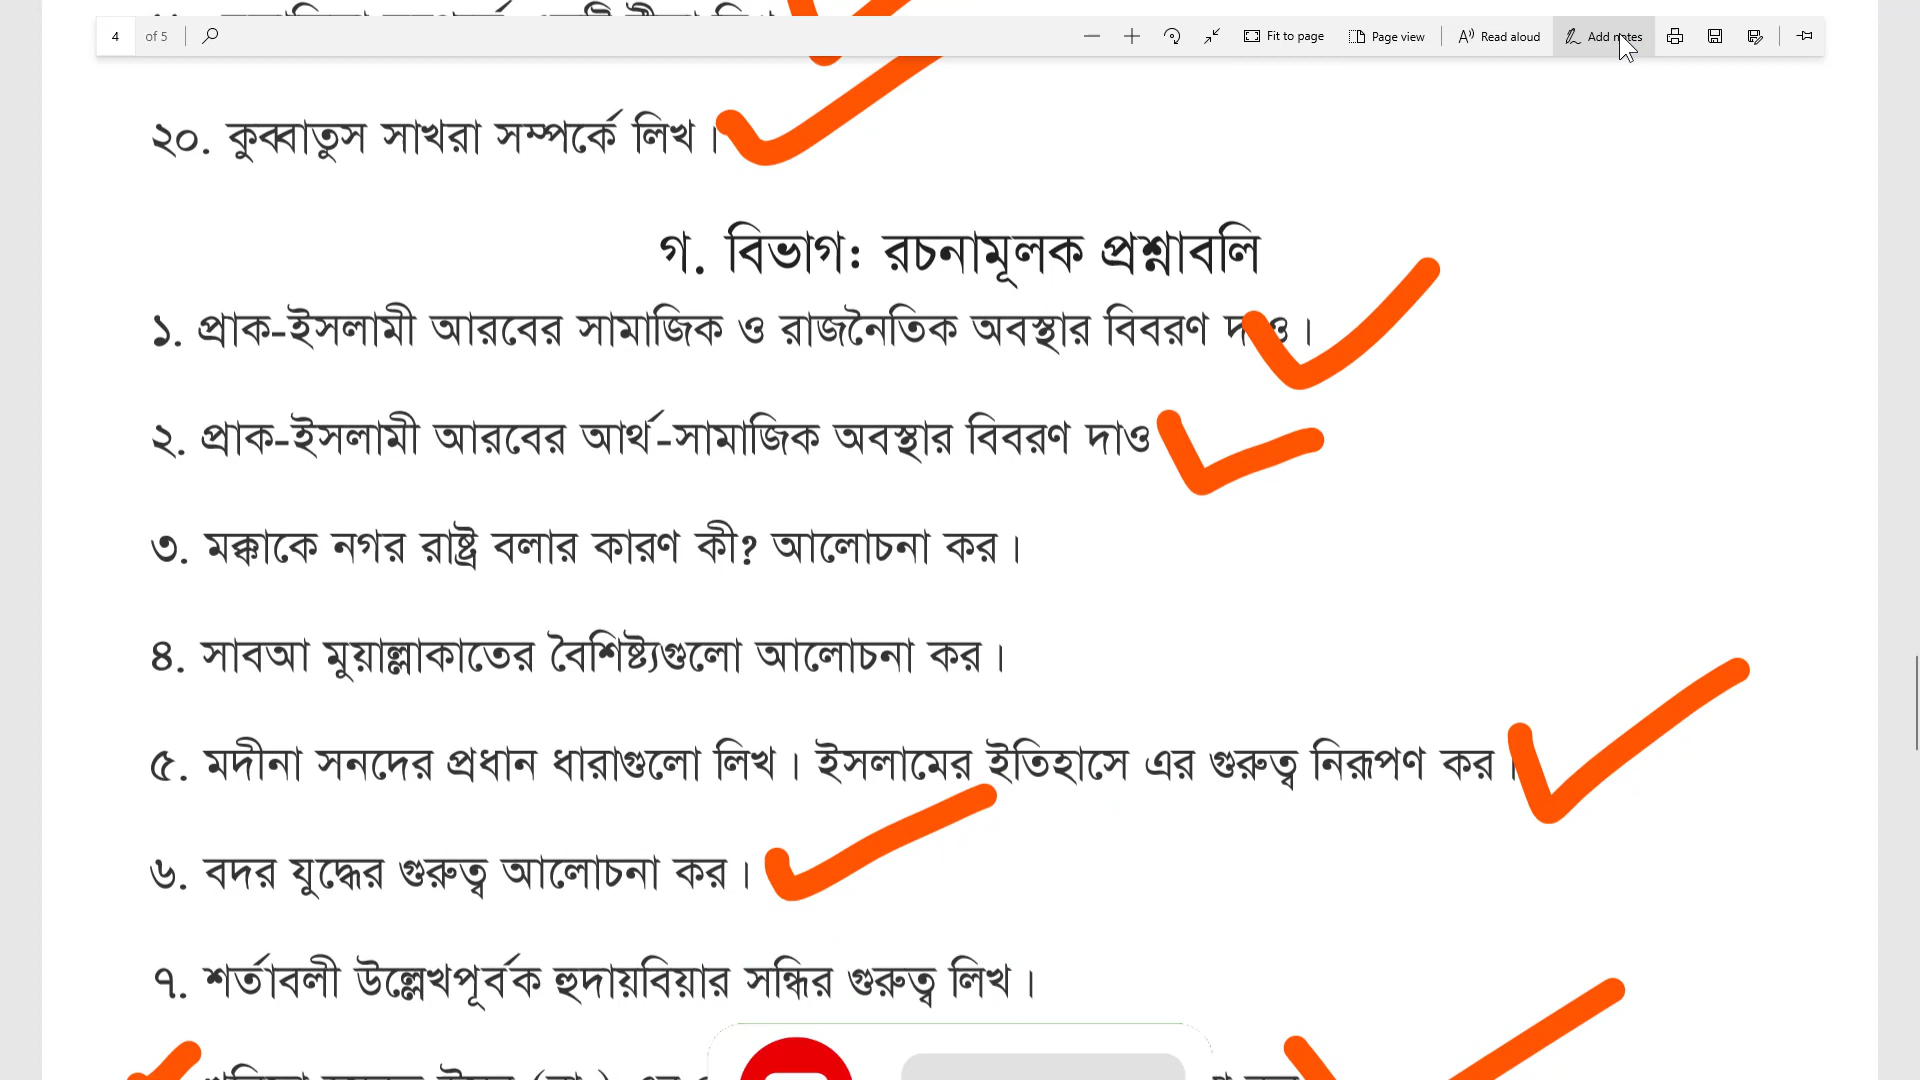 4 of 5 Fit to page Page view Read aloud Add notes
২০. কুব্বাতুস সাখরা সম্পর্কে লিখ।
গ. বিভাগ: রচনামূলক প্রশ্নাবলি
১. প্রাক-ইসলামী আরবের সামাজিক ও রাজনৈতিক অবস্থার বিবরণ দাও।
২. প্রাক-ইসলামী আরবের আর্থ-সামাজিক অবস্থার বিবরণ দাও
৩. মক্কাকে নগর রাষ্ট্র বলার কারণ কী? আলোচনা কর।
৪. সাবআ মুয়াল্লাকাতের বৈশিষ্ট্যগুলো আলোচনা কর।
৫. মদীনা সনদের প্রধান ধারাগুলো লিখ। ইসলামের ইতিহাসে এর গুরুত্ব নিরূপণ কর।
৬. বদর যুদ্ধের গুরুত্ব আলোচনা কর।
৭. শর্তাবলী উল্লেখপূর্বক হুদায়বিয়ার সন্ধির গুরুত্ব লিখ।